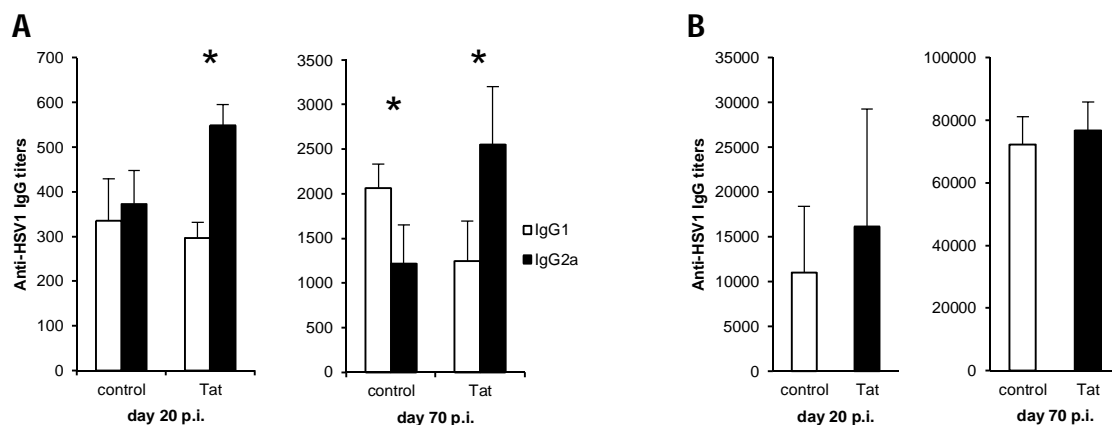 A
Anti-HSV1 IgG titers
700
600
500
400
300
200
100
0
*
control
Tat
day 20 p.i.
3500
3000
2500
2000
1500
1000
500
0
*
*
control
Tat
day 70 p.i.
IgG1
IgG2a
B
Anti-HSV1 IgG titers
35000
30000
25000
20000
15000
10000
5000
0
control
Tat
day 20 p.i.
100000
80000
60000
40000
20000
0
control
Tat
day 70 p.i.